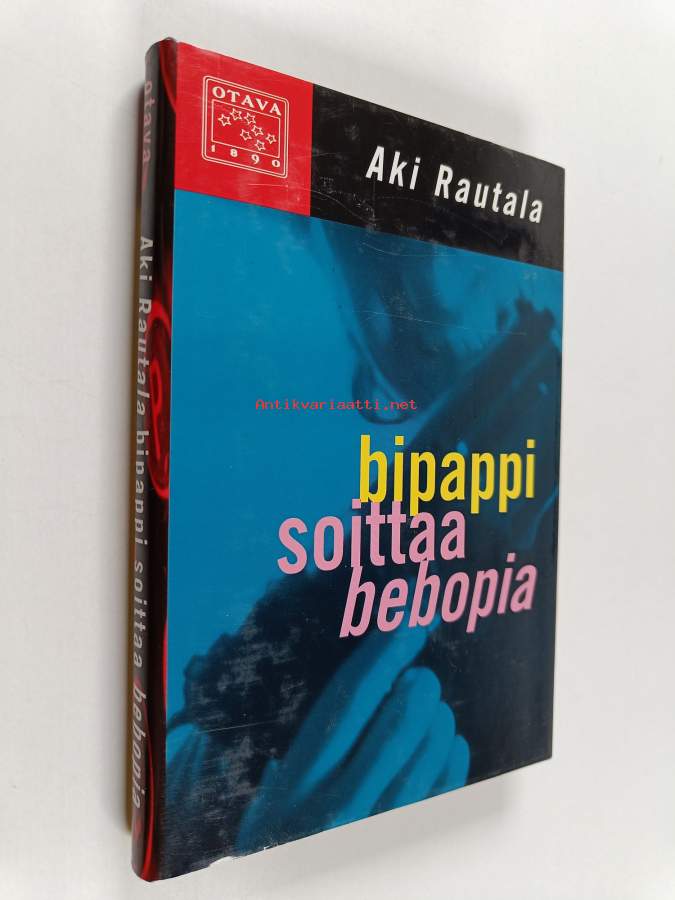 OTAVA
1890
Aki Rautala
Antikvariaatti.net
bipappi
soittaa
bebopia
otava Aki Rautala bipappi soittaa bebopia